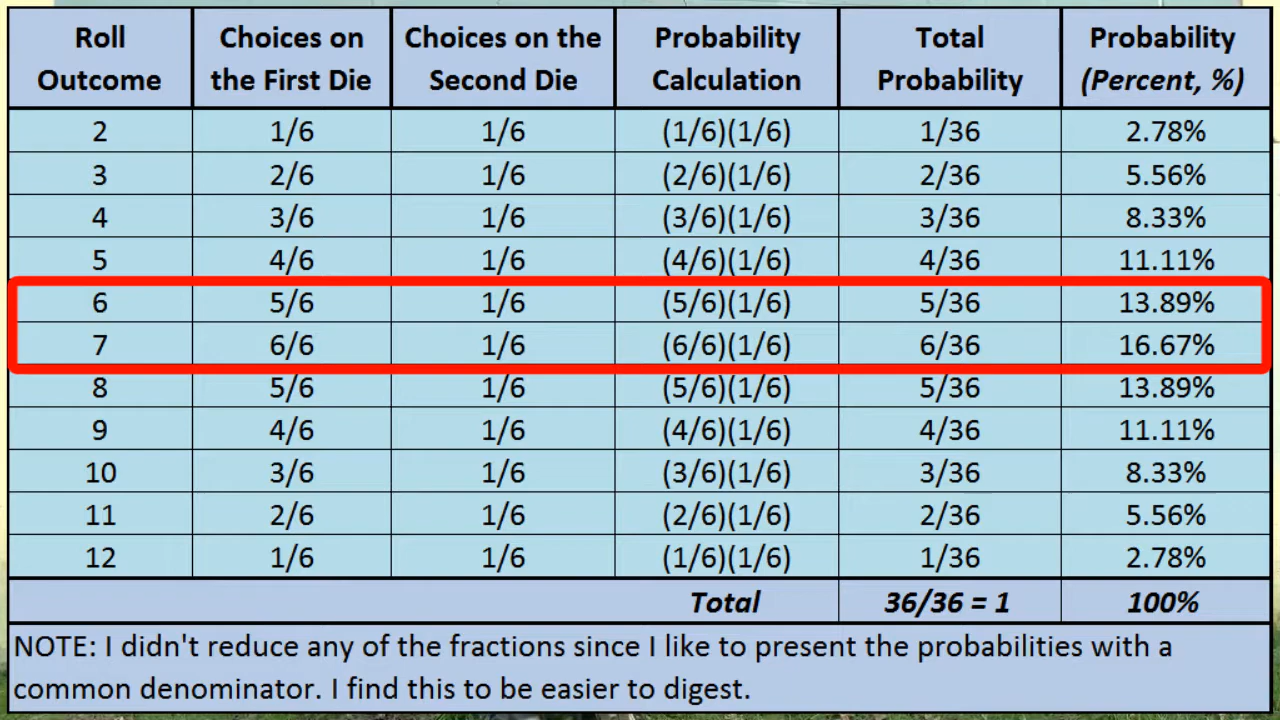 Roll Outcome Choices on the First Die Choices on the Second Die Probability Calculation Total Probability Probability (Percent, %)
2 1/6 1/6 (1/6)(1/6) 1/36 2.78%
3 2/6 1/6 (2/6)(1/6) 2/36 5.56%
4 3/6 1/6 (3/6)(1/6) 3/36 8.33%
5 4/6 1/6 (4/6)(1/6) 4/36 11.11%
6 5/6 1/6 (5/6)(1/6) 5/36 13.89%
7 6/6 1/6 (6/6)(1/6) 6/36 16.67%
8 5/6 1/6 (5/6)(1/6) 5/36 13.89%
9 4/6 1/6 (4/6)(1/6) 4/36 11.11%
10 3/6 1/6 (3/6)(1/6) 3/36 8.33%
11 2/6 1/6 (2/6)(1/6) 2/36 5.56%
12 1/6 1/6 (1/6)(1/6) 1/36 2.78%
Total 36/36 = 1 100%
NOTE: I didn't reduce any of the fractions since I like to present the probabilities with a
common denominator. I find this to be easier to digest.